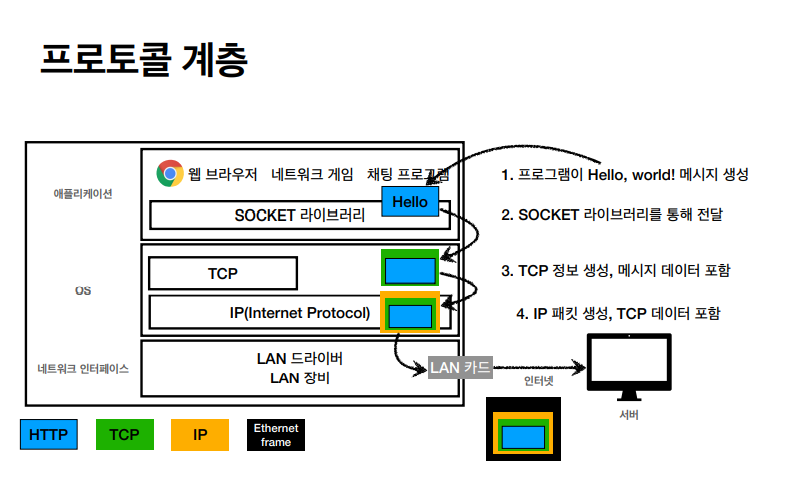 프로토콜 계층
애플리케이션
웹 브라우저 네트워크 게임 채팅 프로그램
Hello
SOCKET 라이브러리
1. 프로그램이 Hello, world! 메시지 생성
2. SOCKET 라이브러리를 통해 전달
OS
TCP
IP(Internet Protocol)
3. TCP 정보 생성, 메시지 데이터 포함
4. IP 패킷 생성, TCP 데이터 포함
네트워크 인터페이스
LAN 드라이버
LAN 장비
LAN 카드
인터넷
서버
HTTP
TCP
IP
Ethernet
frame